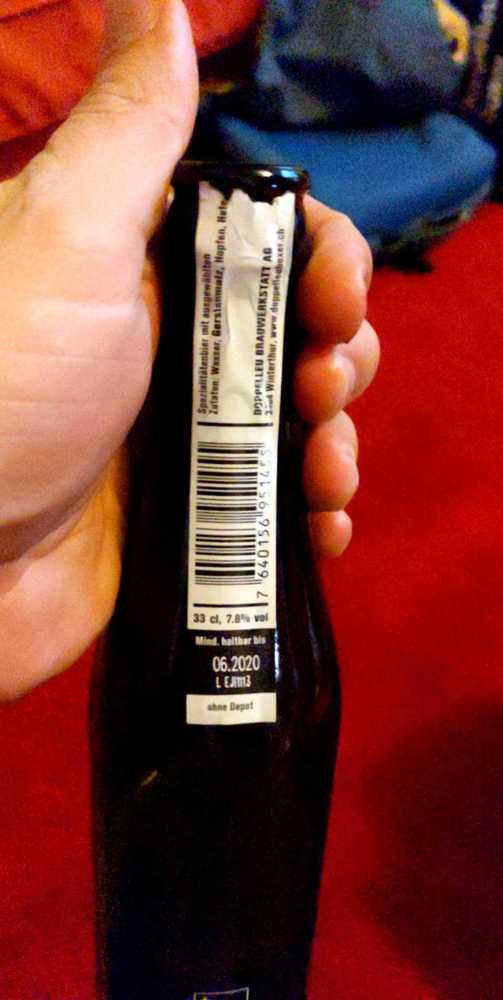 Spezialitätenbier mit ausgewählten
Zutaten: Wasser, Gerstenmalz, Hopfen, Hefe
DOPPELLEU BRAUWERKSTATT AG
Winterthur, www.doppelleuboxer.ch
7 640156 951455
33 cl, 7.8% vol
Mind. haltbar bis
06.2020
L EJ1113
ohne Depot